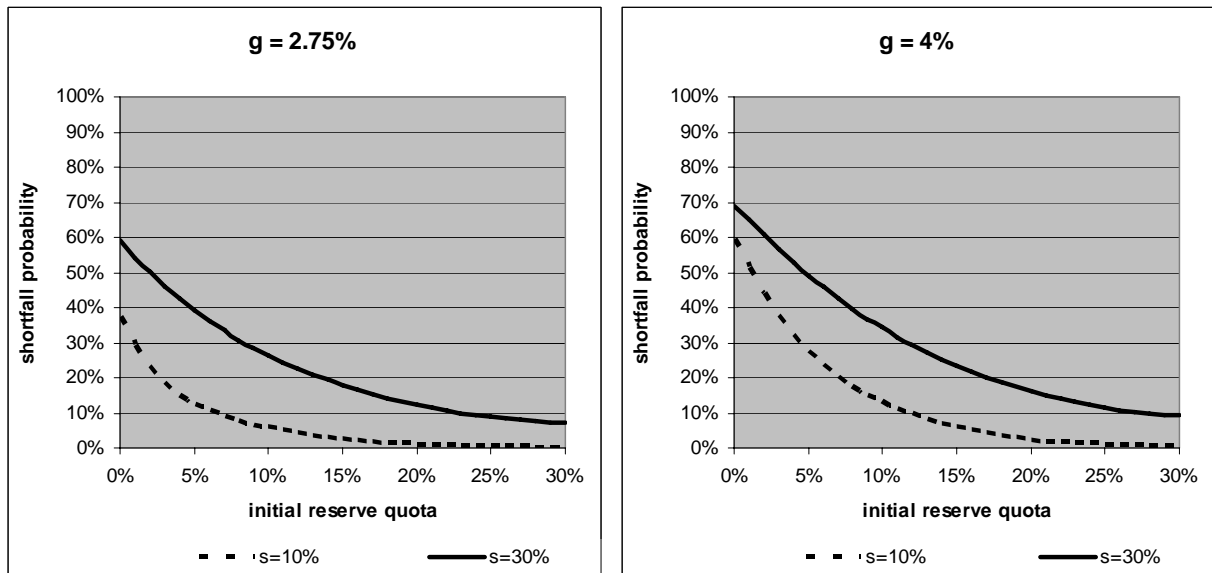 g = 2.75%
100%
90%
80%
70%
60%
50%
40%
30%
20%
10%
0%
shortfall probability
0% 5% 10% 15% 20% 25% 30%
initial reserve quota
s=10% s=30%
g = 4%
100%
90%
80%
70%
60%
50%
40%
30%
20%
10%
0%
shortfall probability
0% 5% 10% 15% 20% 25% 30%
initial reserve quota
s=10% s=30%